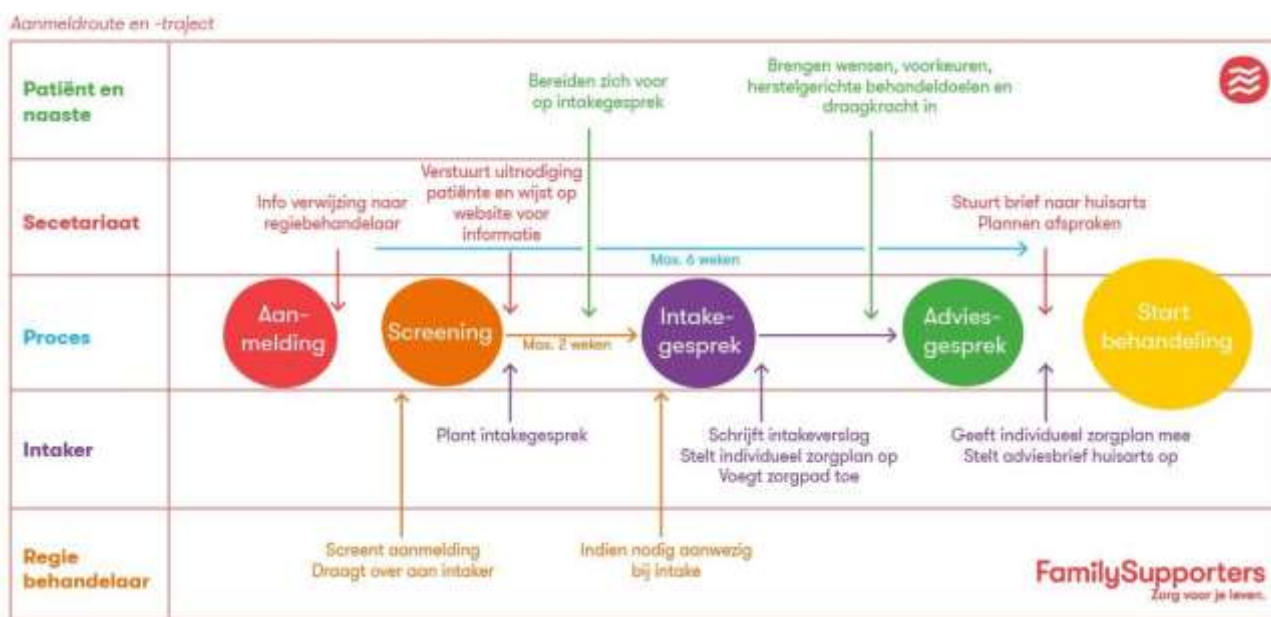 Aanmeldroute en -traject
Patiënt en
naaste
Bereiden zich voor
op intakegesprek
Brengen wensen, voorkeuren,
herstelgerichte behandeldoelen en
draagkracht in
Secetariaat
Info verwijzing naar
regiebehandelaar
Verstuurt uitnodiging
patiënte en wijst op
website voor
informatie
Stuurt brief naar huisarts
Plannen afspraken
Max. 6 weken
Proces
Aan-
melding
Screening
Max. 2 weken
Intake-
gesprek
Advies-
gesprek
Start
behandeling
Intaker
Plant intakegesprek
Schrijft intakeverslag
Stelt individueel zorgplan op
Voegt zorgpad toe
Geeft individueel zorgplan mee
Stelt adviesbrief huisarts op
Regie
behandelaar
Screent aanmelding
Draagt over aan intaker
Indien nodig aanwezig
bij intake
FamilySupporters
Zorg voor je leven.